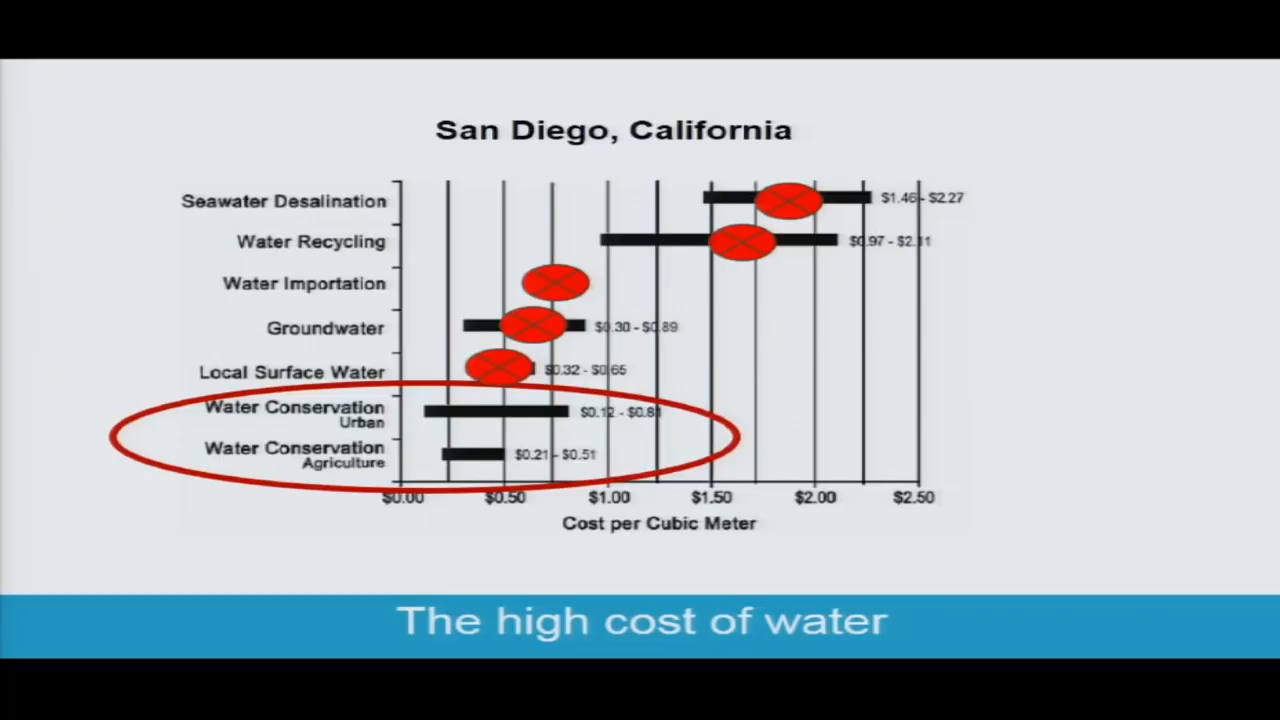 San Diego, California
Seawater Desalination
$1.46 - $2.27
Water Recycling
$0.97 - $2.11
Water Importation
Groundwater
$0.30 - $0.89
Local Surface Water
$0.32 - $0.65
Water Conservation
Urban
$0.12 - $0.81
Water Conservation
Agriculture
$0.21 - $0.51
$0.00 $0.50 $1.00 $1.50 $2.00 $2.50
Cost per Cubic Meter
The high cost of water